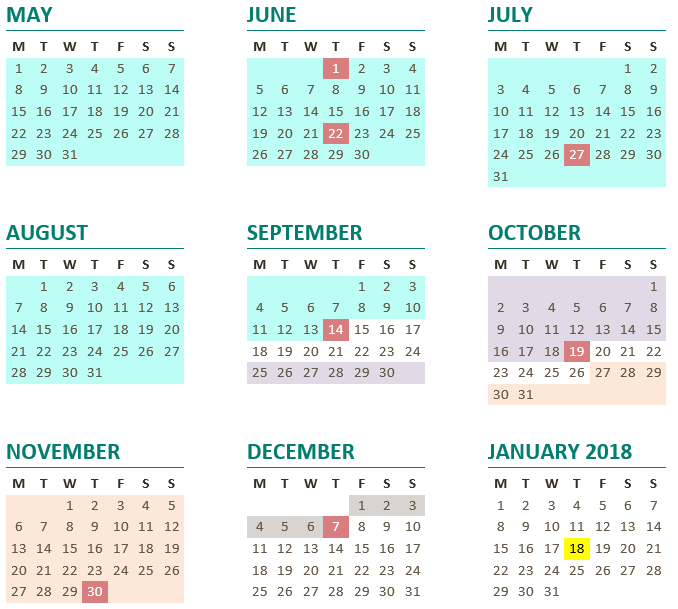 MAY JUNE JULY
M T W T F S S M T W T F S S M T W T F S S
1 2 3 4 5 6 7 1 2 3 4 1 2
8 9 10 11 12 13 14 5 6 7 8 9 10 11 3 4 5 6 7 8 9
15 16 17 18 19 20 21 12 13 14 15 16 17 18 10 11 12 13 14 15 16
22 23 24 25 26 27 28 19 20 21 22 23 24 25 17 18 19 20 21 22 23
29 30 31 26 27 28 29 30 24 25 26 27 28 29 30
31
AUGUST SEPTEMBER OCTOBER
M T W T F S S M T W T F S S M T W T F S S
1 2 3 4 5 6 1 2 3 1
7 8 9 10 11 12 13 4 5 6 7 8 9 10 2 3 4 5 6 7 8
14 15 16 17 18 19 20 11 12 13 14 15 16 17 9 10 11 12 13 14 15
21 22 23 24 25 26 27 18 19 20 21 22 23 24 16 17 18 19 20 21 22
28 29 30 31 25 26 27 28 29 30 23 24 25 26 27 28 29
30 31
NOVEMBER DECEMBER JANUARY 2018
M T W T F S S M T W T F S S M T W T F S S
1 2 3 4 5 1 2 3 1 2 3 4 5 6 7
6 7 8 9 10 11 12 4 5 6 7 8 9 10 8 9 10 11 12 13 14
13 14 15 16 17 18 19 11 12 13 14 15 16 17 15 16 17 18 19 20 21
20 21 22 23 24 25 26 18 19 20 21 22 23 24 22 23 24 25 26 27 28
27 28 29 30 25 26 27 28 29 30 31 29 30 31